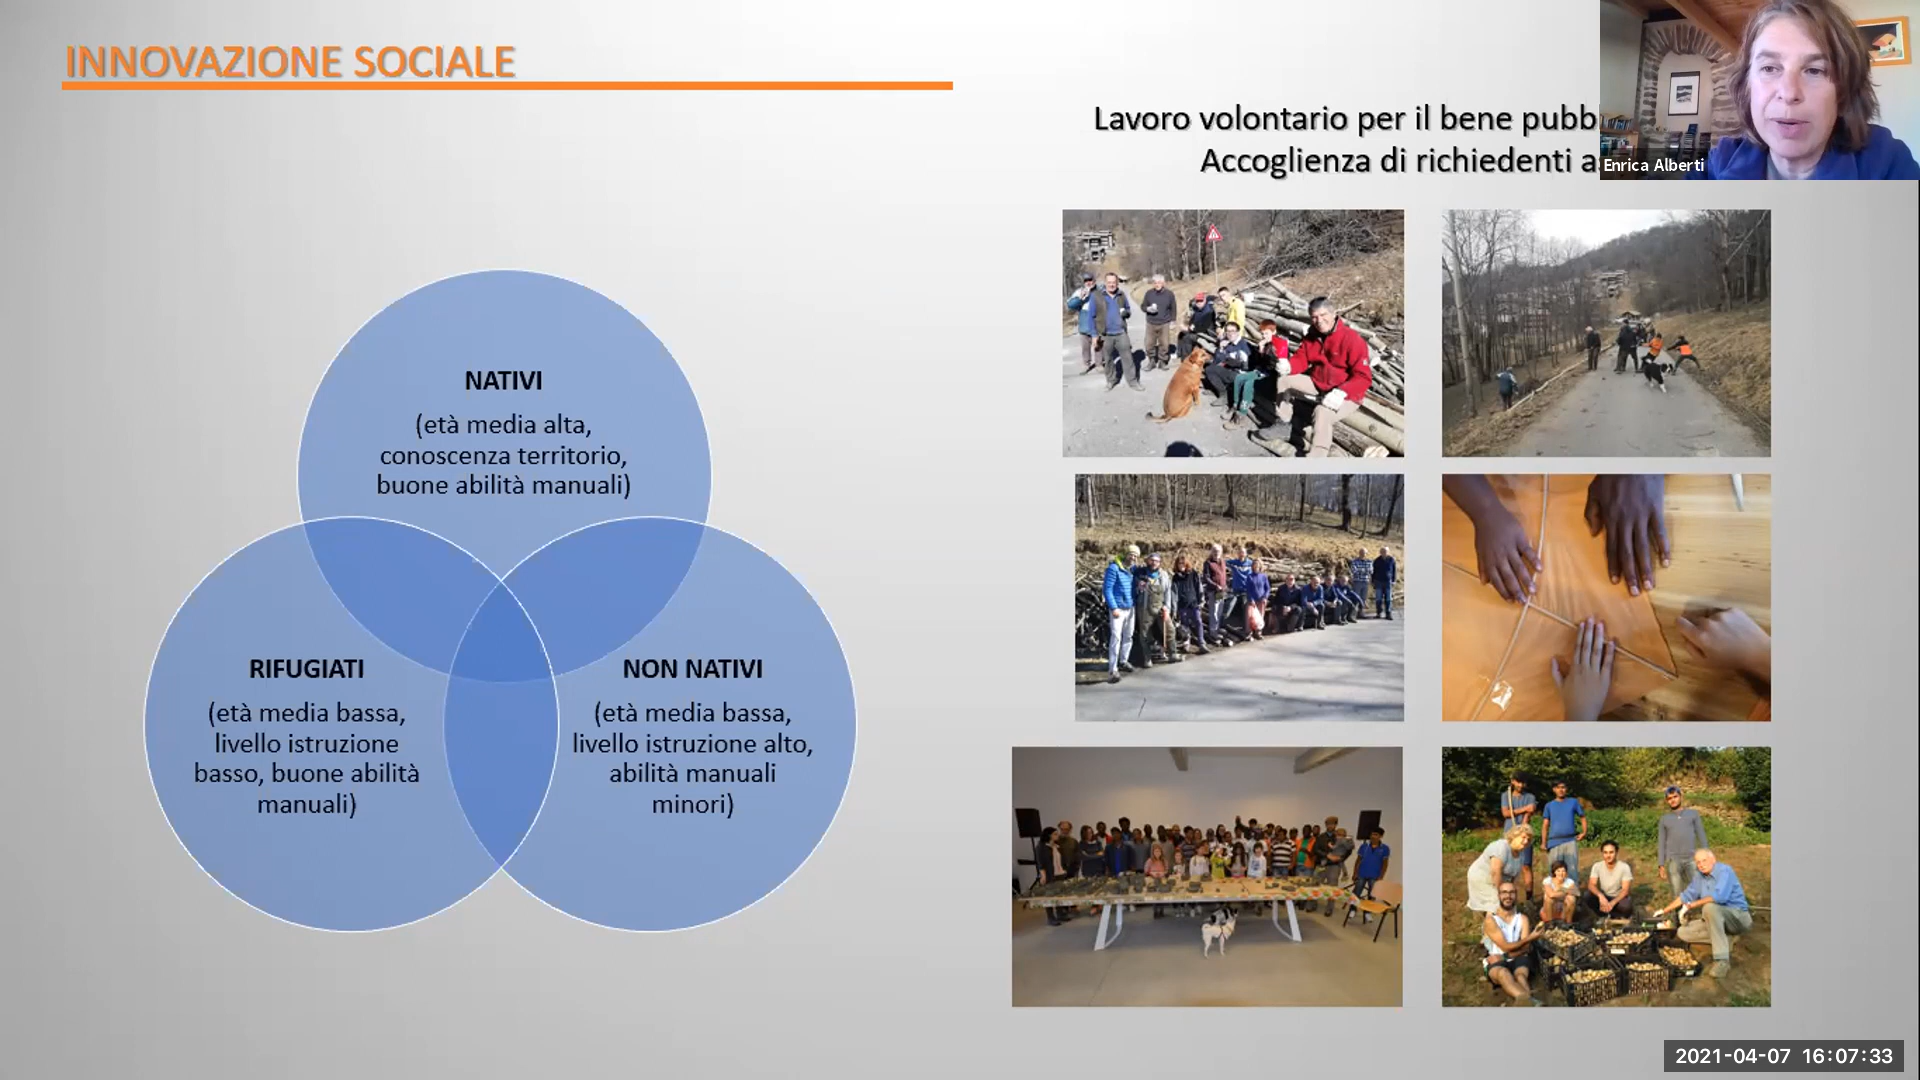 INNOVAZIONE SOCIALE
Lavoro volontario per il bene
Accoglienza di richiedenti
Enrica Alberti
NATIVI
(età media alta,
conoscenza territorio,
buone abilità manuali)
RIFUGIATI
(età media bassa,
livello istruzione
basso, buone abilità
manuali)
NON NATIVI
(età media bassa,
livello istruzione alto,
abilità manuali
minori)
2021-04-07 16:07:33